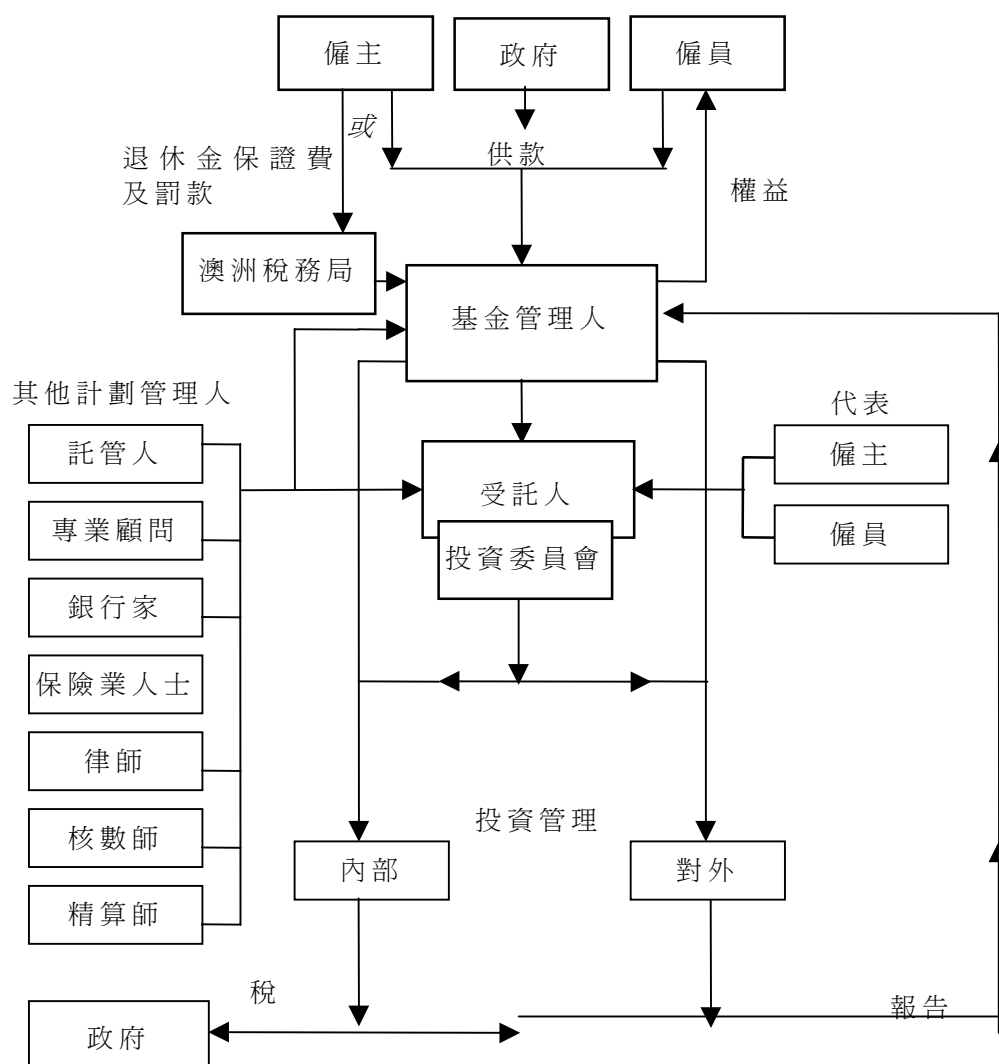 僱主
政府
僱員
或
退休金保證費
及罰款
供款
權益
澳洲稅務局
基金管理人
其他計劃管理人
代表
託管人
受託人
僱主
專業顧問
僱員
投資委員會
銀行家
保險業人士
律師
投資管理
核數師
內部
對外
精算師
稅
報告
政府